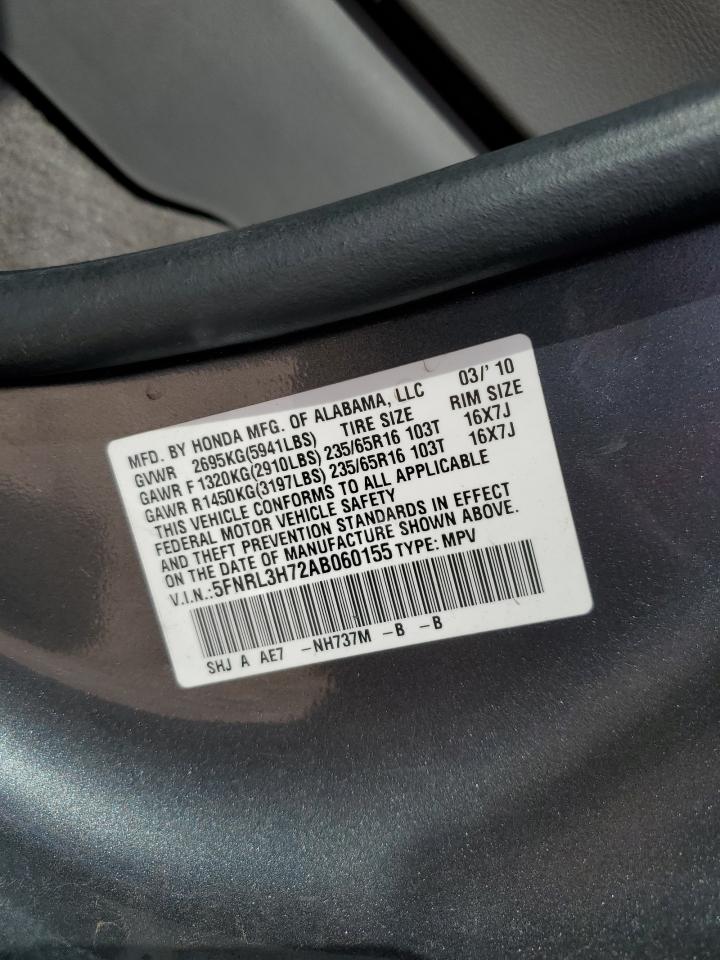 MFD. BY HONDA MFG. OF ALABAMA, LLC 03/' 10
GVWR 2695KG(5941LBS) TIRE SIZE RIM SIZE
GAWR F1320KG(2910LBS) 235/65R16 103T 16X7J
GAWR R1450KG(3197LBS) 235/65R16 103T 16X7J
THIS VEHICLE CONFORMS TO ALL APPLICABLE
FEDERAL MOTOR VEHICLE SAFETY
AND THEFT PREVENTION STANDARDS IN EFFECT
ON THE DATE OF MANUFACTURE SHOWN ABOVE.
V.I.N.:5FNRL3H72AB060155 TYPE: MPV
SHJ A AE7 -NH737M -B -B